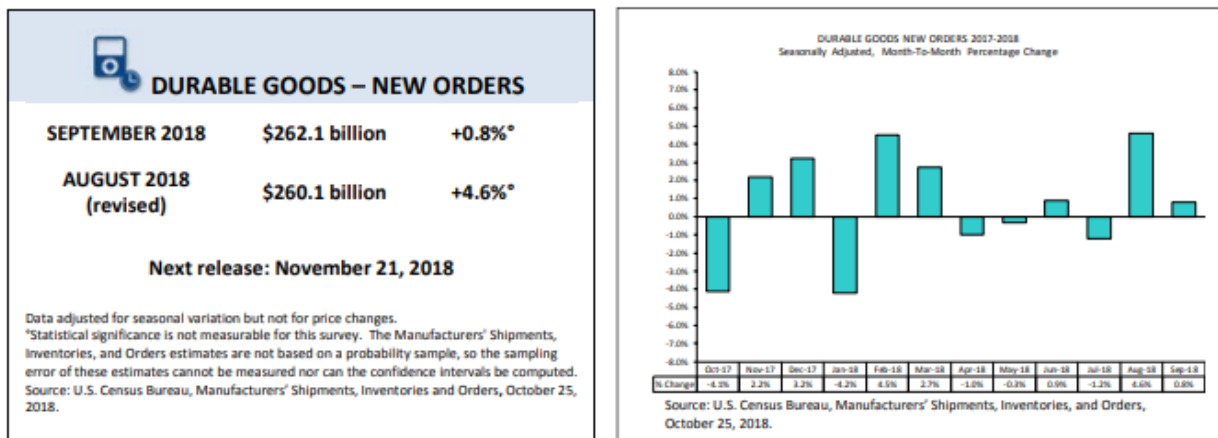 DURABLE GOODS – NEW ORDERS
SEPTEMBER 2018 $262.1 billion +0.8%°
AUGUST 2018
(revised) $260.1 billion +4.6%°
Next release: November 21, 2018
Data adjusted for seasonal variation but not for price changes.
°Statistical significance is not measurable for this survey. The Manufacturers' Shipments,
Inventories, and Orders estimates are not based on a probability sample, so the sampling
error of these estimates cannot be measured nor can the confidence intervals be computed.
Source: U.S. Census Bureau, Manufacturers' Shipments, Inventories and Orders, October 25,
2018.
DURABLE GOODS NEW ORDERS 2017-2018
Seasonally Adjusted, Month-To-Month Percentage Change
8.0%
7.0%
6.0%
5.0%
4.0%
3.0%
2.0%
1.0%
0.0%
-1.0%
-2.0%
-3.0%
-4.0%
-5.0%
-6.0%
-7.0%
-8.0%
Oct-17 Nov-17 Dec-17 Jan-18 Feb-18 Mar-18 Apr-18 May-18 Jun-18 Jul-18 Aug-18 Sep-18
% Change -4.1% 2.2% 3.2% -4.2% 4.5% 2.7% -1.0% -0.3% 0.9% -1.2% 4.6% 0.8%
Source: U.S. Census Bureau, Manufacturers' Shipments, Inventories, and Orders,
October 25, 2018.